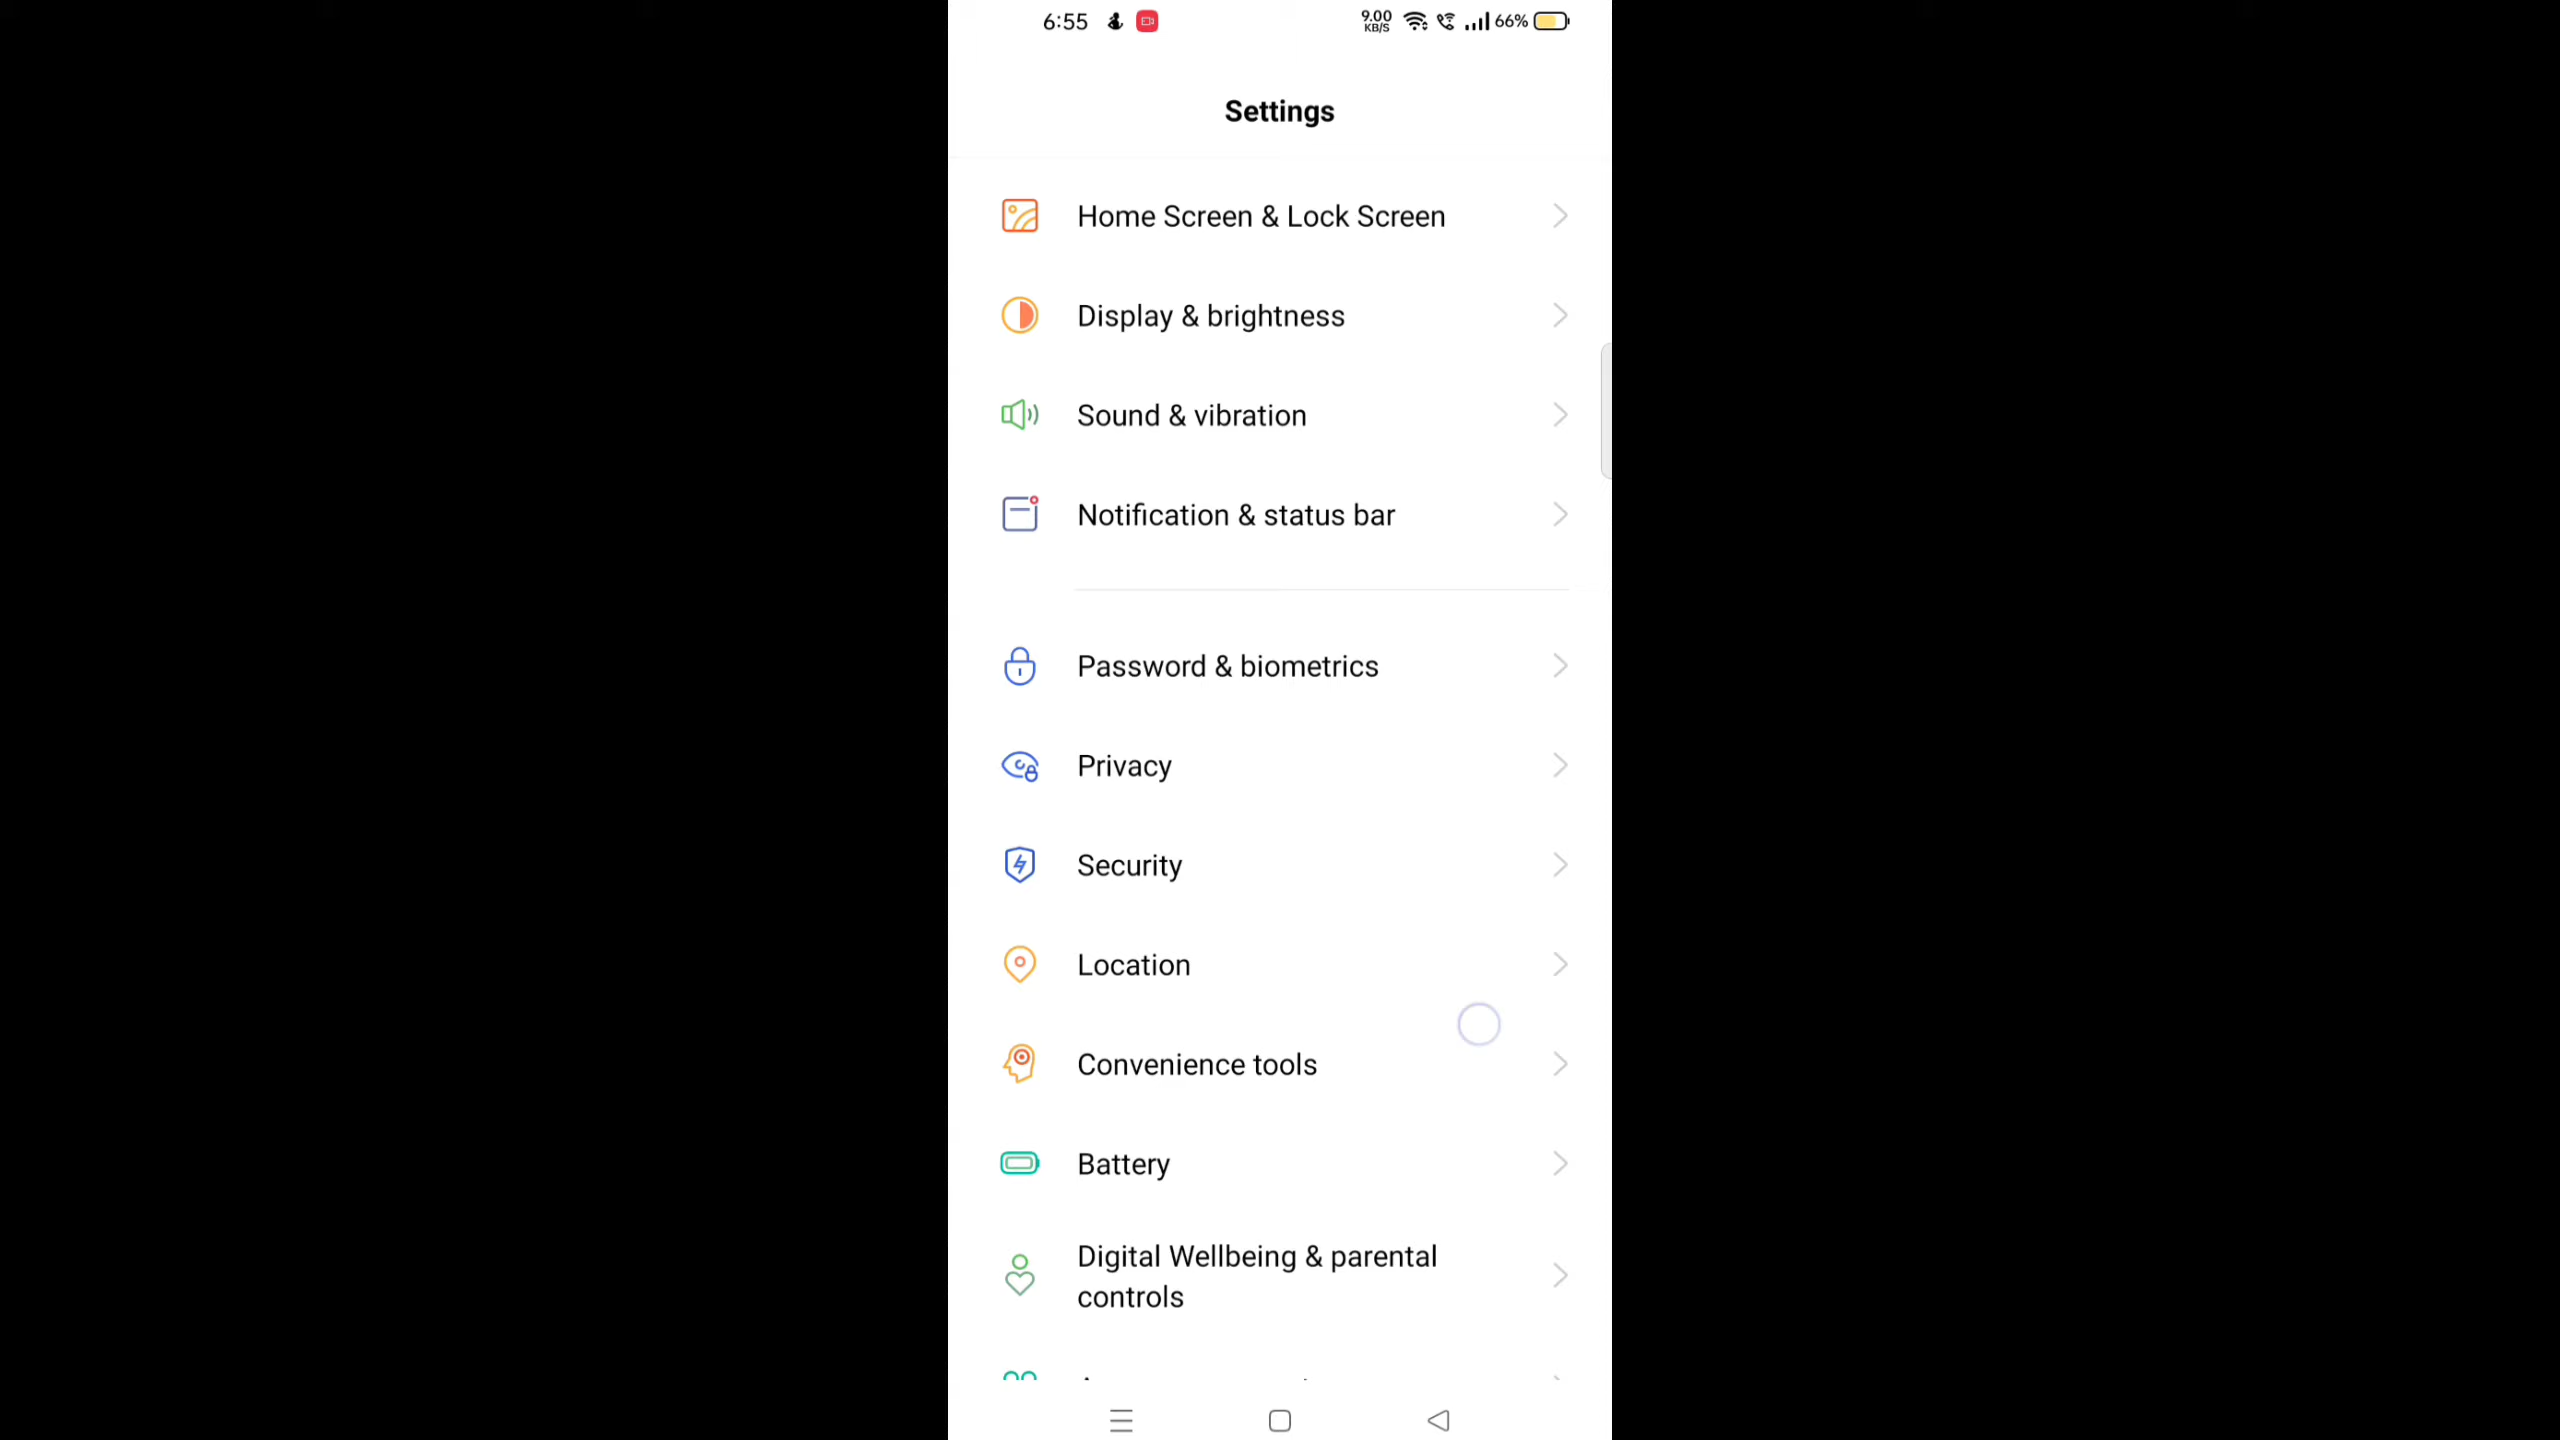 6:55
9.00
KB/S
66%
Settings
Home Screen & Lock Screen
Display & brightness
Sound & vibration
Notification & status bar
Password & biometrics
Privacy
Security
Location
Convenience tools
Battery
Digital Wellbeing & parental
controls